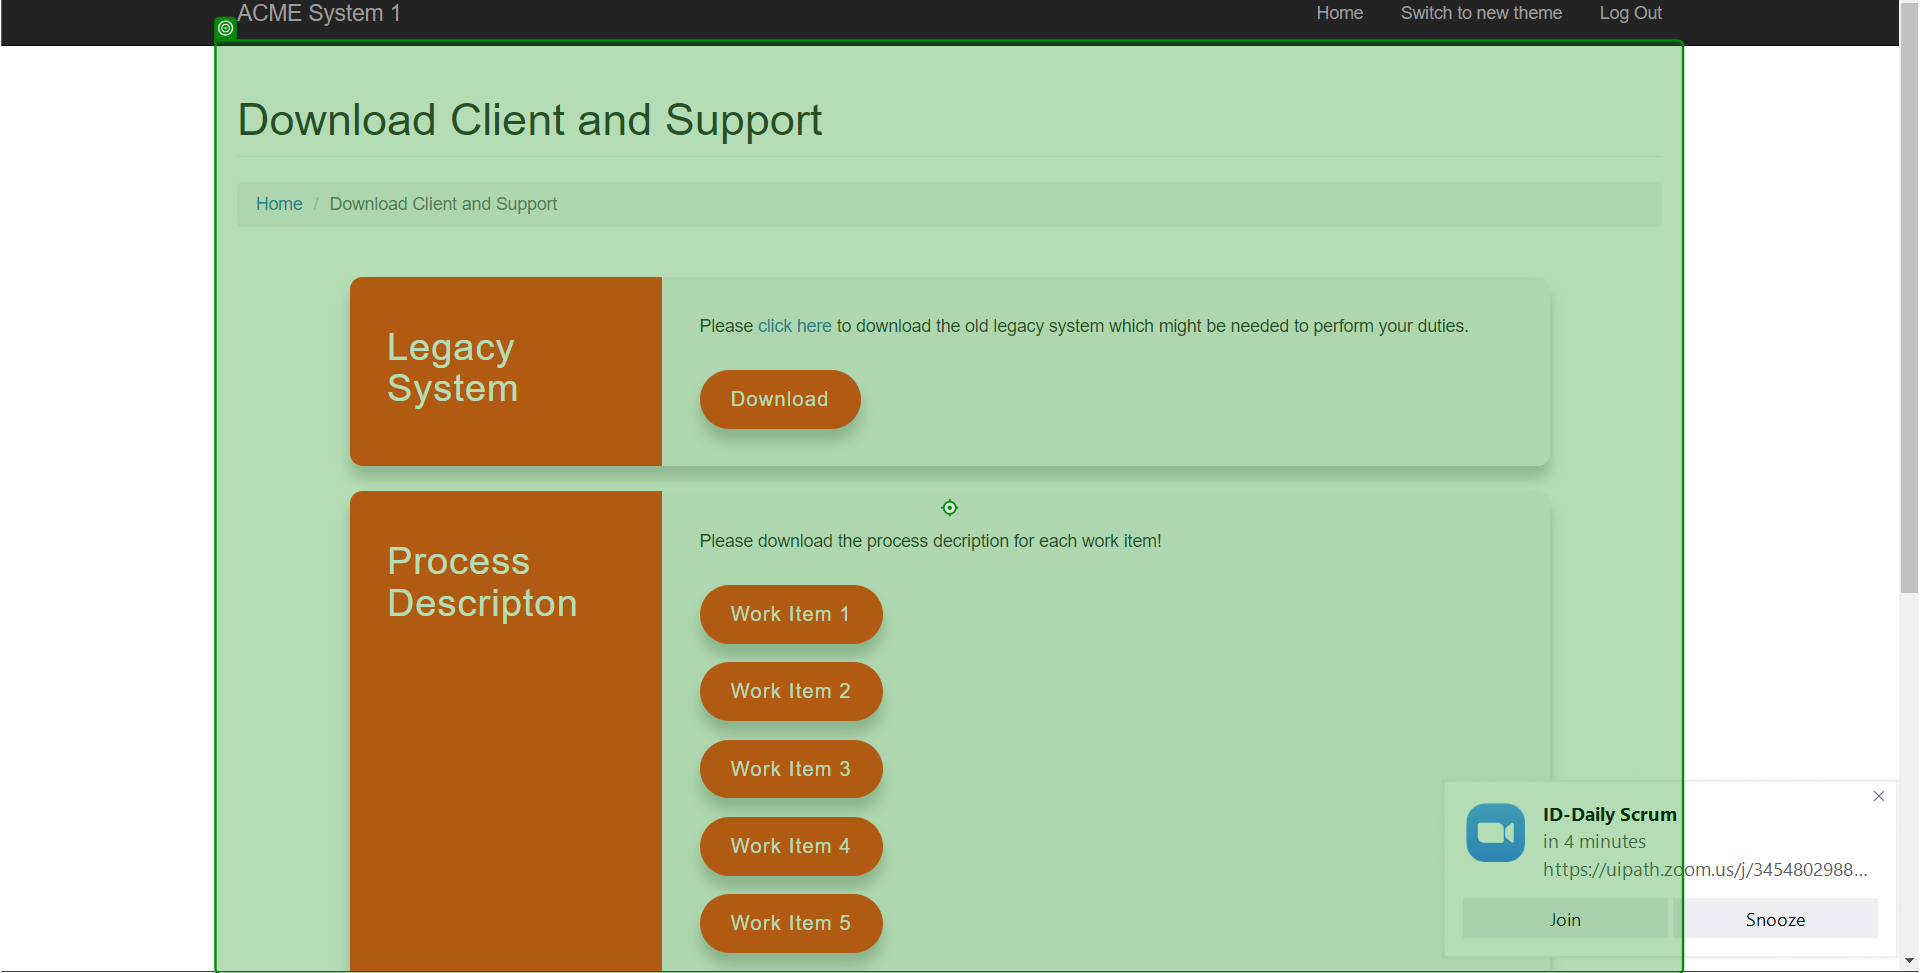 ACME System 1
Home
Switch to new theme
Log Out
Download Client and Support
Home / Download Client and Support
Legacy
System
Please click here to download the old legacy system which might be needed to perform your duties.
Download
Process
Descripton
Please download the process decription for each work item!
Work Item 1
Work Item 2
Work Item 3
Work Item 4
Work Item 5
ID-Daily Scrum
in 4 minutes
https://uipath.zoom.us/j/3454802988...
Join
Snooze